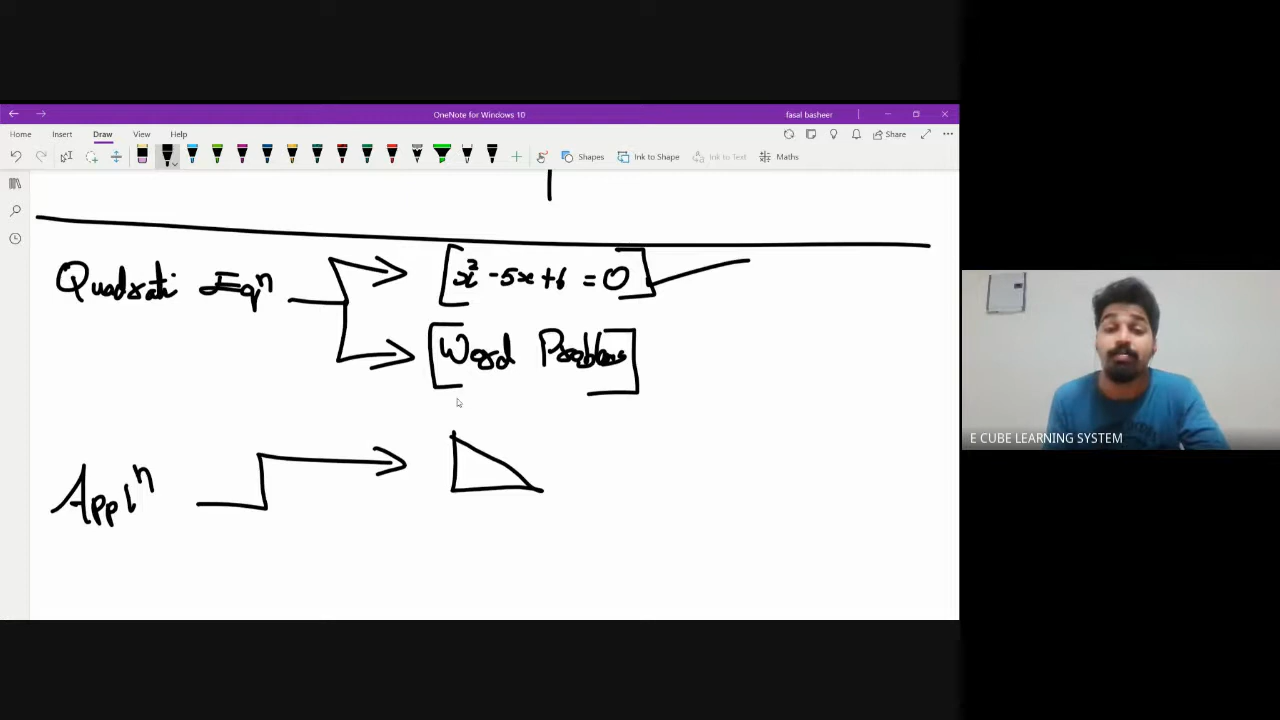 OneNote for Windows 10
fasal basheer
Home Insert Draw View Help
Share
Shapes Ink to Shape Ink to Text Maths
Quadrati Eqⁿ
[x² -5x+6 = 0]
[Word Problems]
Applⁿ
E CUBE LEARNING SYSTEM